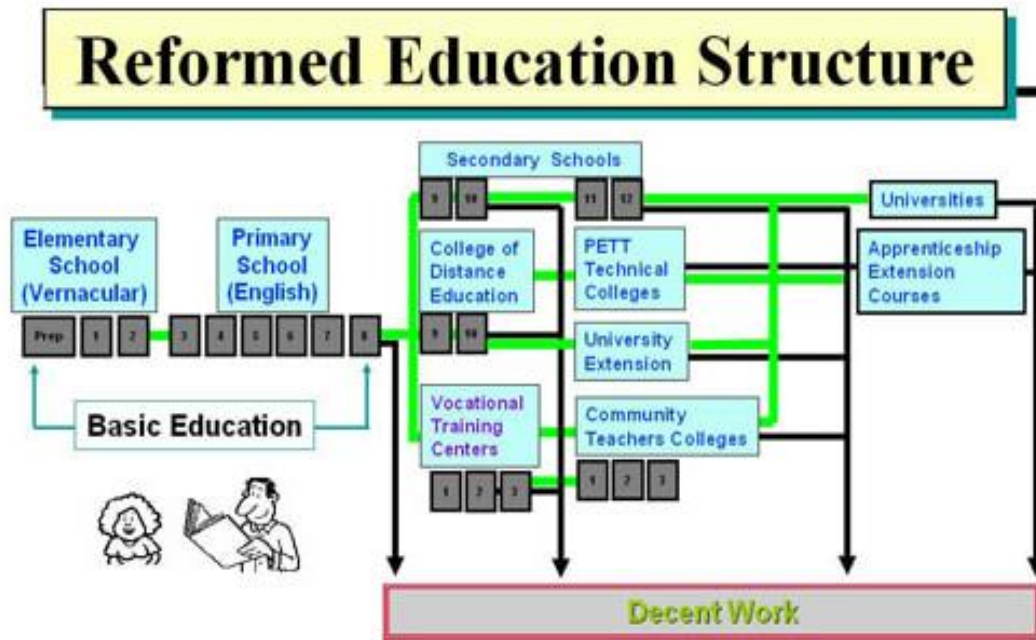 Reformed Education Structure
Secondary Schools
9 10 11 12
Universities
Elementary
School
(Vernacular)
Primary
School
(English)
College of
Distance
Education
PETT
Technical
Colleges
Apprenticeship
Extension
Courses
Prep 1 2 3 4 5 6 7 8
9 10
University
Extension
Basic Education
Vocational
Training
Centers
Community
Teachers Colleges
1 2 3
1 2 3
Decent Work